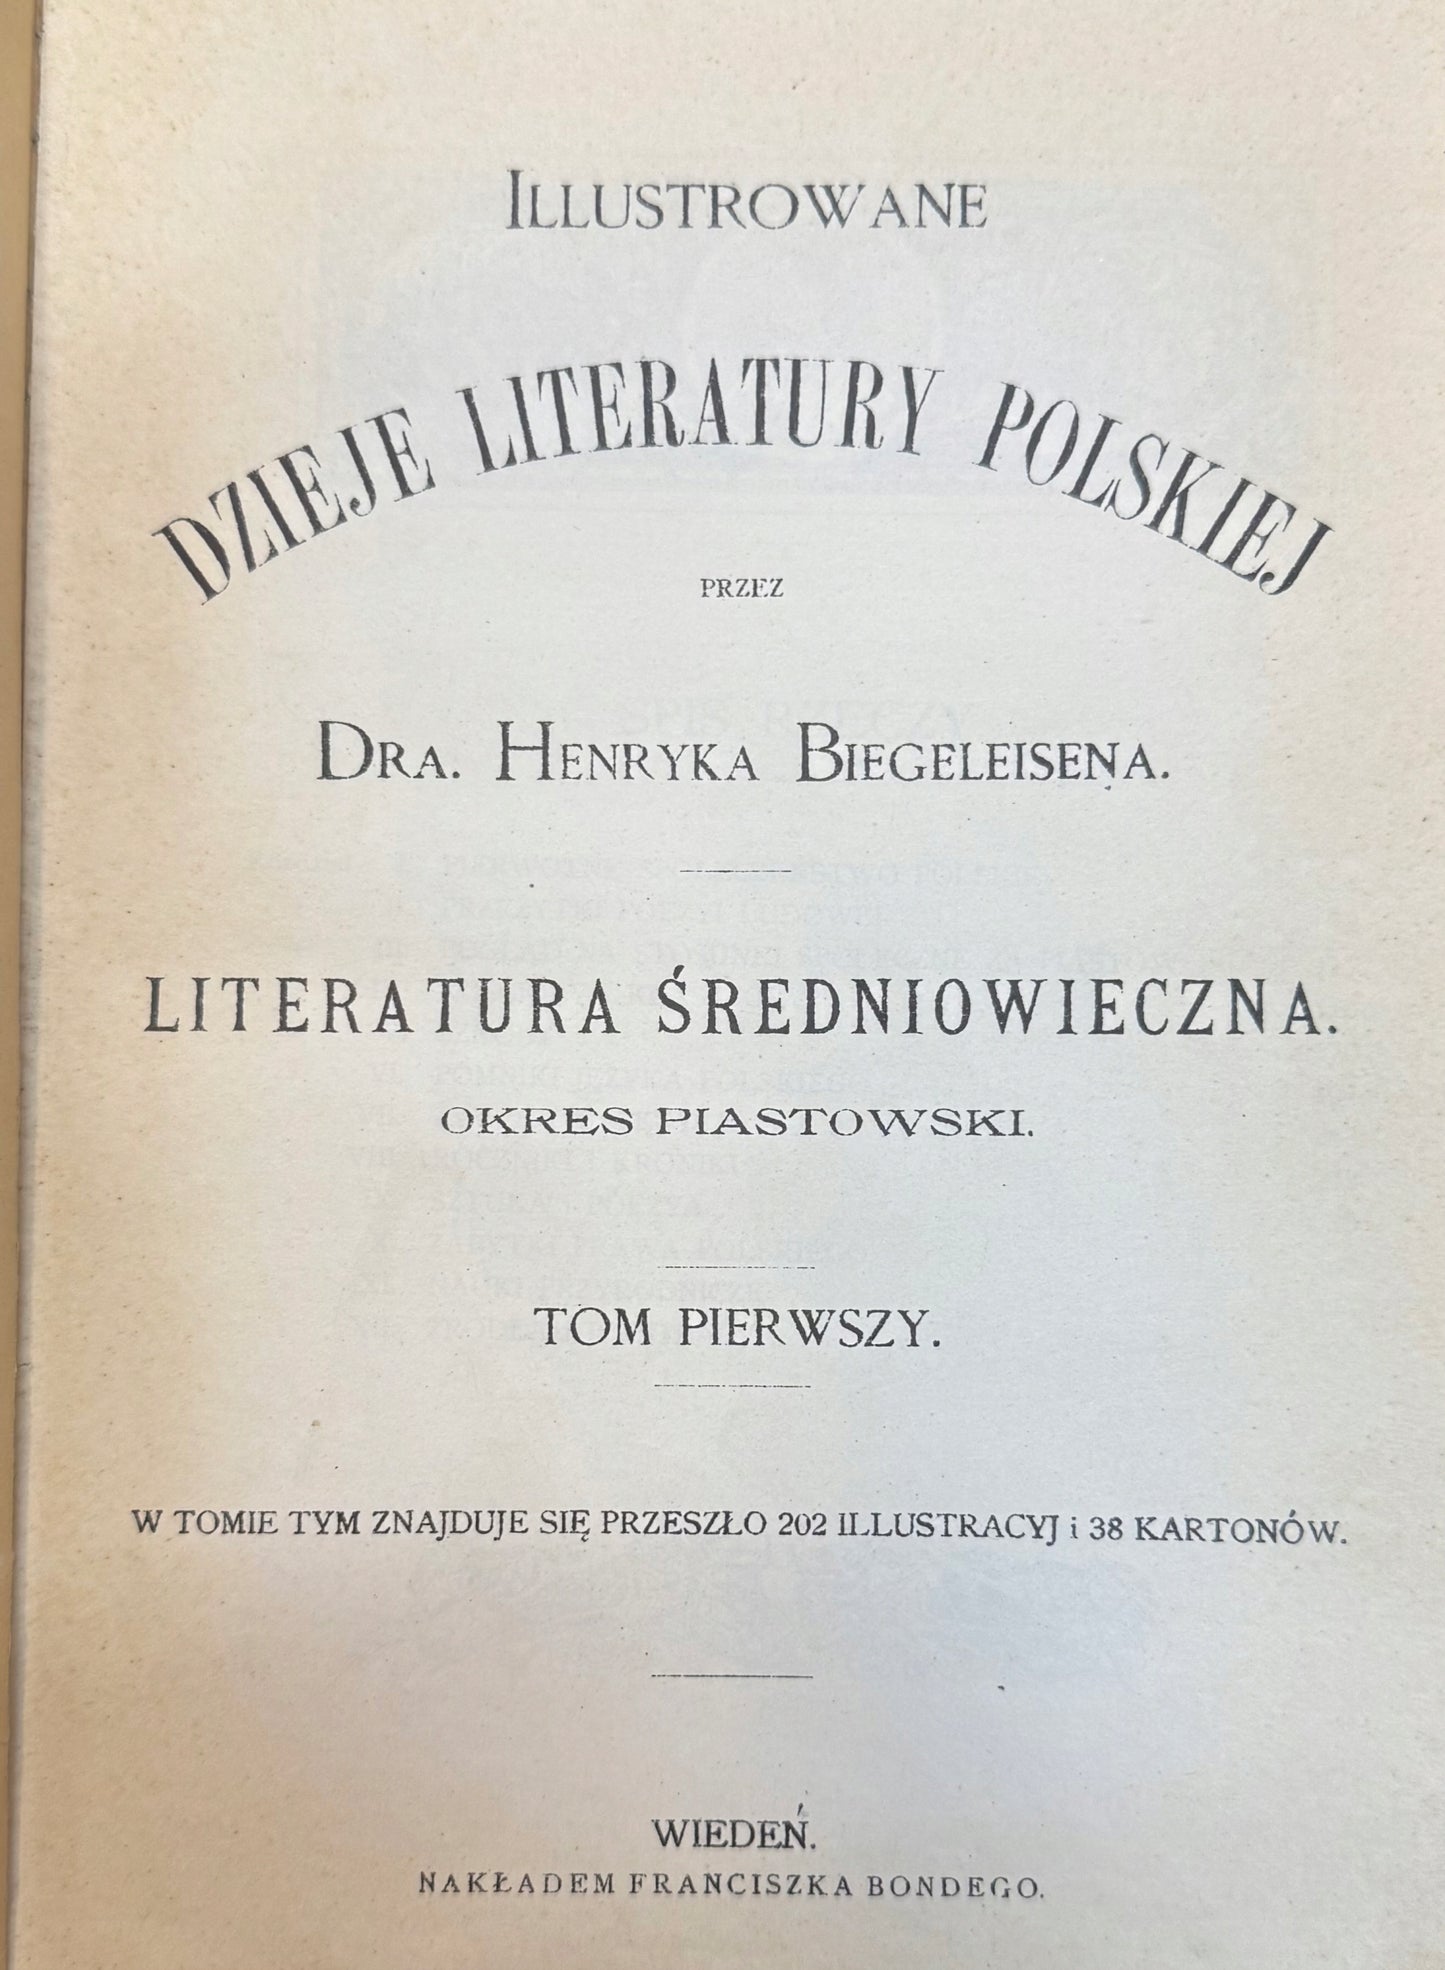 ILLUSTROWANE
DZIEJE LITERATURY POLSKIEJ
PRZEZ
DRA. HENRYKA BIEGELEISENA.
LITERATURA ŚREDNIOWIECZNA.
OKRES PIASTOWSKI.
TOM PIERWSZY.
W TOMIE TYM ZNAJDUJE SIĘ PRZESZŁO 202 ILLUSTRACYJ i 38 KARTONÓW.
WIEDEŃ.
NAKŁADEM FRANCISZKA BONDEGO.